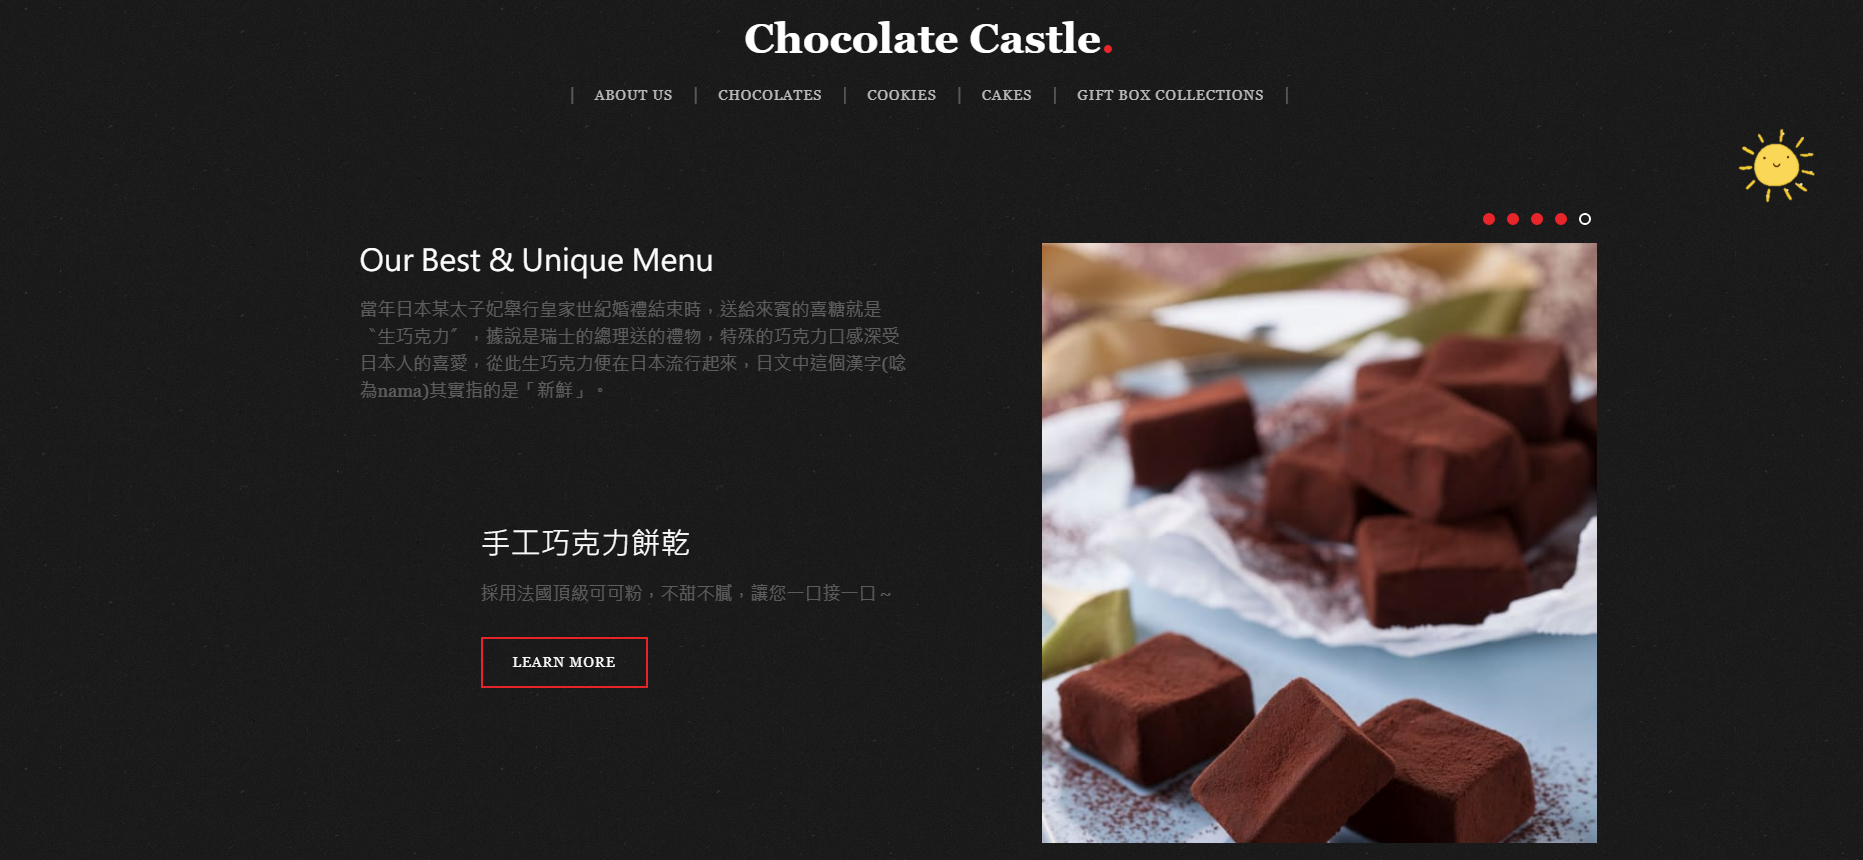 Chocolate Castle.
| ABOUT US | CHOCOLATES | COOKIES | CAKES | GIFT BOX COLLECTIONS |
Our Best & Unique Menu
當年日本某太子妃舉行皇家世紀婚禮結束時，送給來賓的喜糖就是
〝生巧克力〞，據說是瑞士的總理送的禮物，特殊的巧克力口感深受
日本人的喜愛，從此生巧克力便在日本流行起來，日文中這個漢字(唸
為nama)其實指的是「新鮮」。
手工巧克力餅乾
採用法國頂級可可粉，不甜不膩，讓您一口接一口~
LEARN MORE